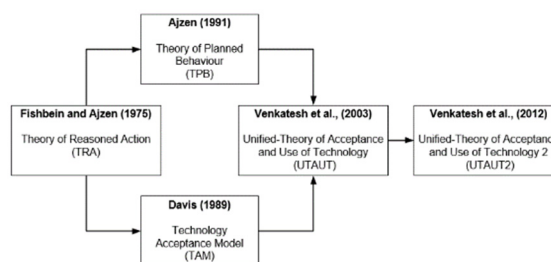 Ajzen (1991)
Theory of Planned
Behaviour
(TPB)
Fishbein and Ajzen (1975)
Theory of Reasoned Action
(TRA)
Venkatesh et al., (2003)
Unified-Theory of Acceptance
and Use of Technology
(UTAUT)
Venkatesh et al., (2012)
Unified-Theory of Acceptance
and Use of Technology 2
(UTAUT2)
Davis (1989)
Technology
Acceptance Model
(TAM)